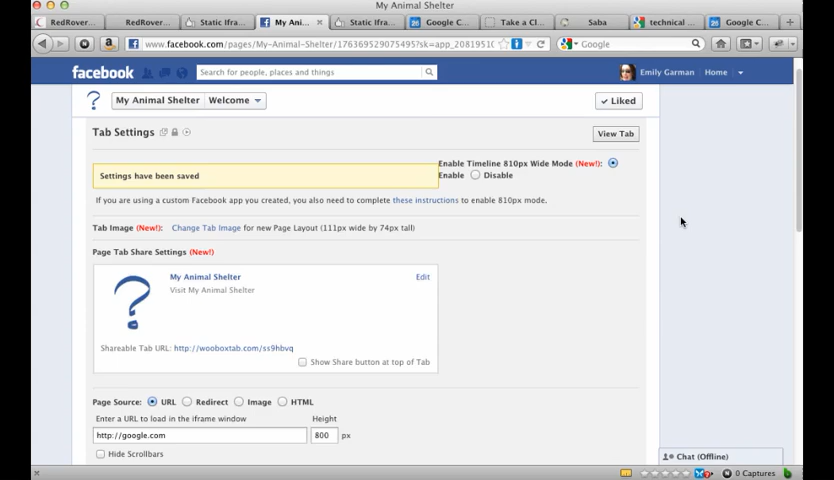 My Animal Shelter
RedRover...
RedRover...
Static Ifra...
My Ani...
Static Ifra...
Google C...
Take a Cl...
Saba
technical ...
Google C...
www.facebook.com/pages/My-Animal-Shelter/176369529075495?sk=app_20819510
Google
facebook
Search for people, places and things
Emily Garman
Home
My Animal Shelter
Welcome
Liked
Tab Settings
View Tab
Settings have been saved
Enable Timeline 810px Wide Mode (New!):
Enable
Disable
If you are using a custom Facebook app you created, you also need to complete these instructions to enable 810px mode.
Tab Image (New!): Change Tab Image for new Page Layout (111px wide by 74px tall)
Page Tab Share Settings (New!)
My Animal Shelter
Edit
Visit My Animal Shelter
Shareable Tab URL: http://wooboxtab.com/ss9hbvq
Show Share button at top of Tab
Page Source: URL Redirect Image HTML
Enter a URL to load in the iframe window
Height
http://google.com
800 px
Hide Scrollbars
Chat (Offline)
0 Captures